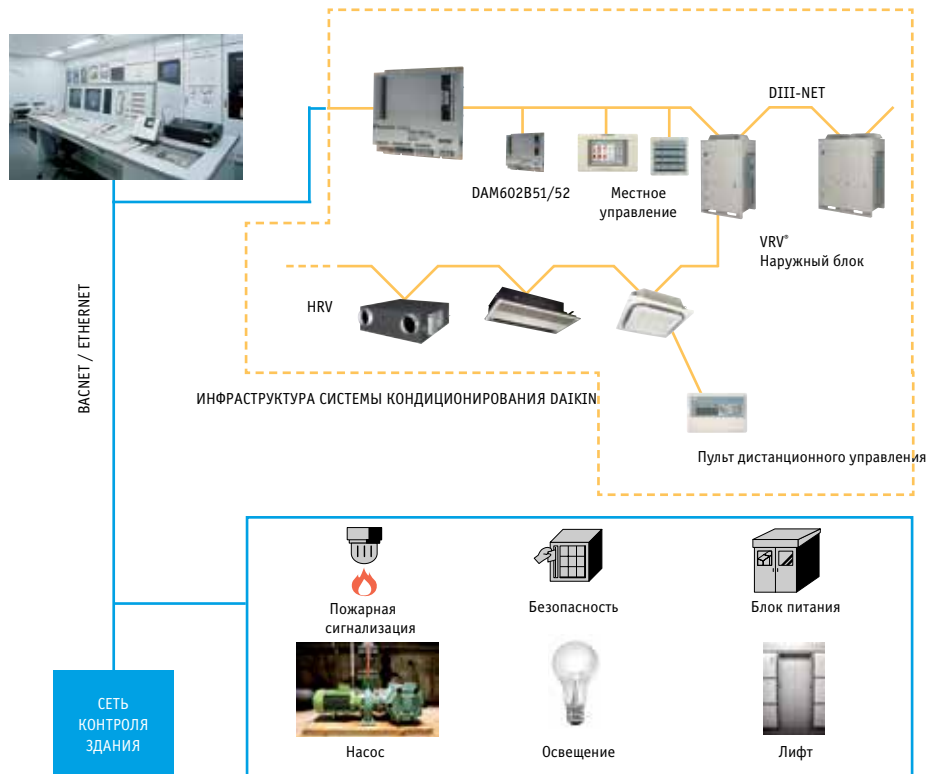 DIII-NET
DAM602B51/52
Местное
управление
VRV®
Наружный блок
HRV
BACNET / ETHERNET
ИНФРАСТРУКТУРА СИСТЕМЫ КОНДИЦИОНИРОВАНИЯ DAIKIN
Пульт дистанционного управления
Пожарная
сигнализация
Безопасность
Блок питания
СЕТЬ
КОНТРОЛЯ
ЗДАНИЯ
Насос
Освещение
Лифт